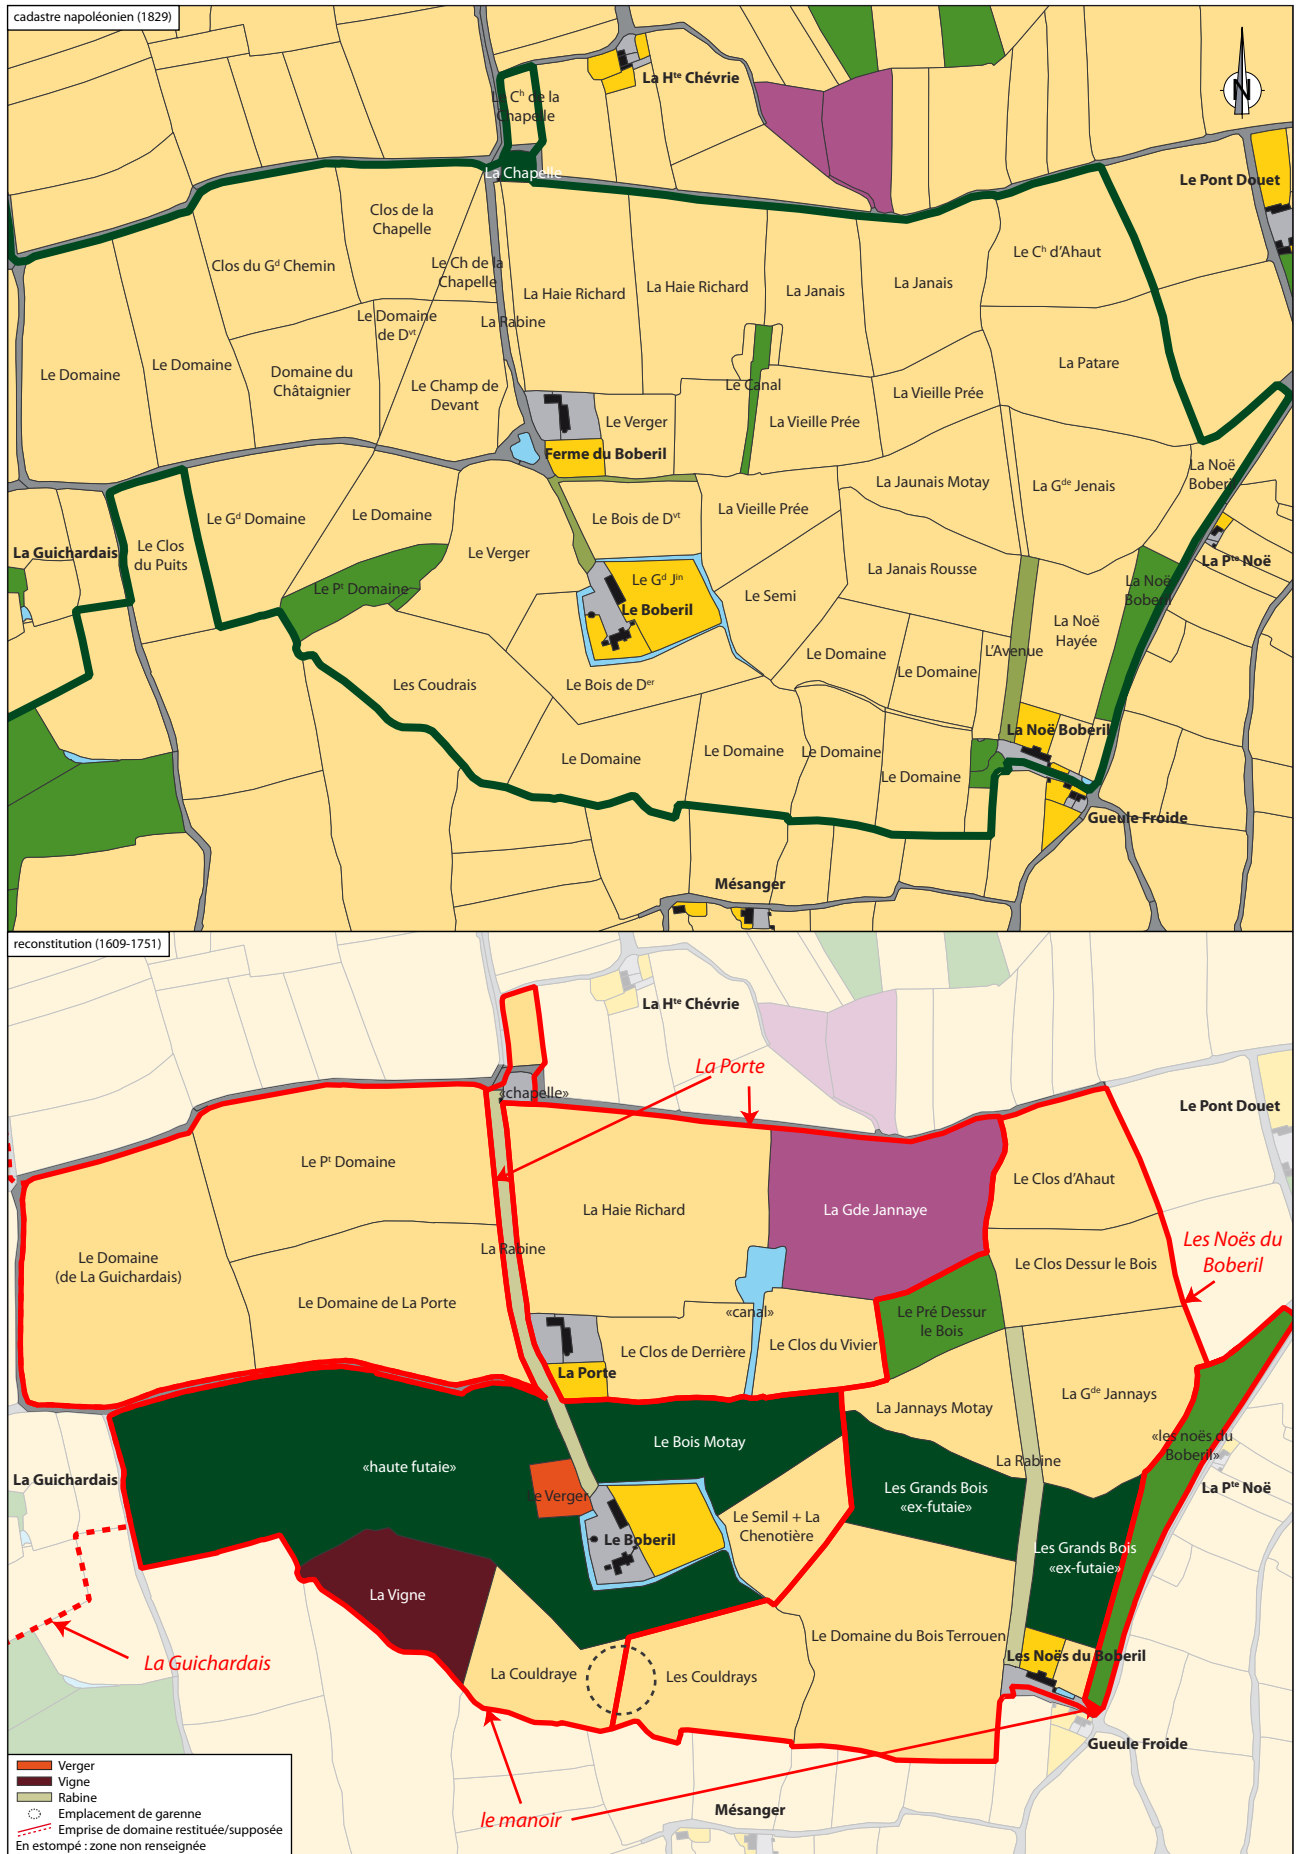 cadastre napoléonien (1829)
N
La Hte Chévrie
Le Ch de la
Chapelle
La Chapelle
Le Pont Douet
Clos de la
Chapelle
Clos du Gd Chemin
Le Ch de la
Chapelle
Le Ch d'Ahaut
La Haie Richard
La Haie Richard
La Janais
La Janais
Le Domaine
de Dvt
La Rabine
Le Domaine
Le Domaine
Domaine du
Châtaignier
Le Champ de
Devant
La Patare
Le Canal
La Vieille Prée
Le Verger
La Vieille Prée
Ferme du Boberil
La Noë
Boberil
La Jaunais Motay
La Gde Jenais
Le Gd Domaine
Le Domaine
Le Bois de Dvt
La Vieille Prée
La Guichardais
Le Clos
du Puits
Le Verger
La Pte Noë
La Janais Rousse
Le Pt Domaine
Le Gd Jin
Le Boberil
Le Semi
La Noë
Boberil
La Noë
Hayée
Le Domaine
L'Avenue
Le Domaine
Les Coudrais
Le Bois de Der
La Noë Boberil
Le Domaine
Le Domaine
Le Domaine
Le Domaine
Gueule Froide
Mésanger
reconstitution (1609-1751)
La Hte Chévrie
La Porte
«chapelle»
Le Pont Douet
Le Pt Domaine
Le Clos d'Ahaut
La Haie Richard
La Gde Jannaye
Les Noës du
Boberil
Le Domaine
(de La Guichardais)
La Rabine
Le Clos Dessur le Bois
Le Domaine de La Porte
«canal»
Le Pré Dessur
le Bois
Le Clos de Derrière
Le Clos du Vivier
La Porte
La Gde Jannays
La Jannays Motay
Le Bois Motay
«les noës du
Boberil»
«haute futaie»
La Rabine
La Guichardais
Le Verger
Les Grands Bois
«ex-futaie»
La Pte Noë
Le Semil + La
Chenotière
Le Boberil
Les Grands Bois
«ex-futaie»
La Vigne
Le Domaine du Bois Terrouen
La Guichardais
La Couldraye
Les Couldrays
Les Noës du Boberil
Gueule Froide
le manoir
Mésanger
Verger
Vigne
Rabine
Emplacement de garenne
Emprise de domaine restituée/supposée
En estompé : zone non renseignée